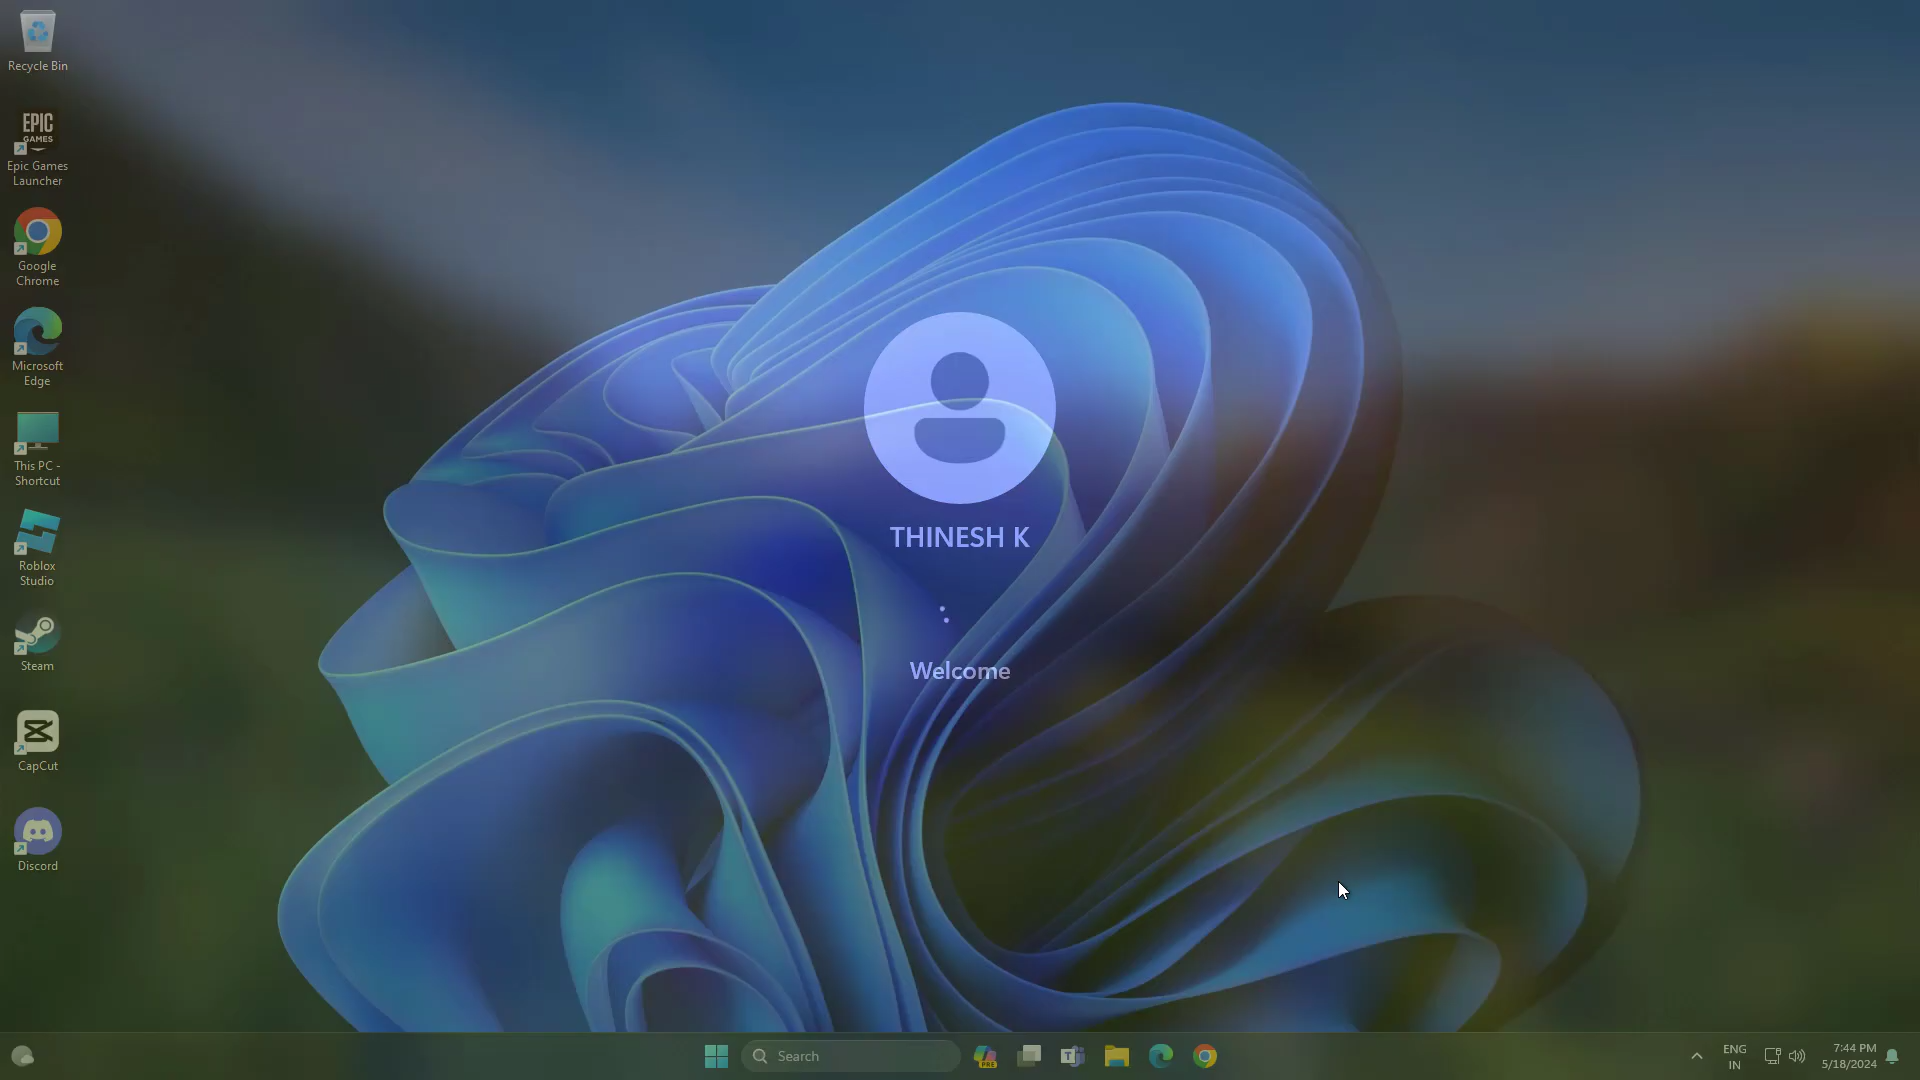 Recycle Bin
EPIC
GAMES
Epic Games
Launcher
Google
Chrome
Microsoft
Edge
This PC -
Shortcut
Roblox
Studio
Steam
CapCut
Discord
THINESH K
Welcome
Search
PRE
T
ENG
IN
7:44 PM
5/18/2024